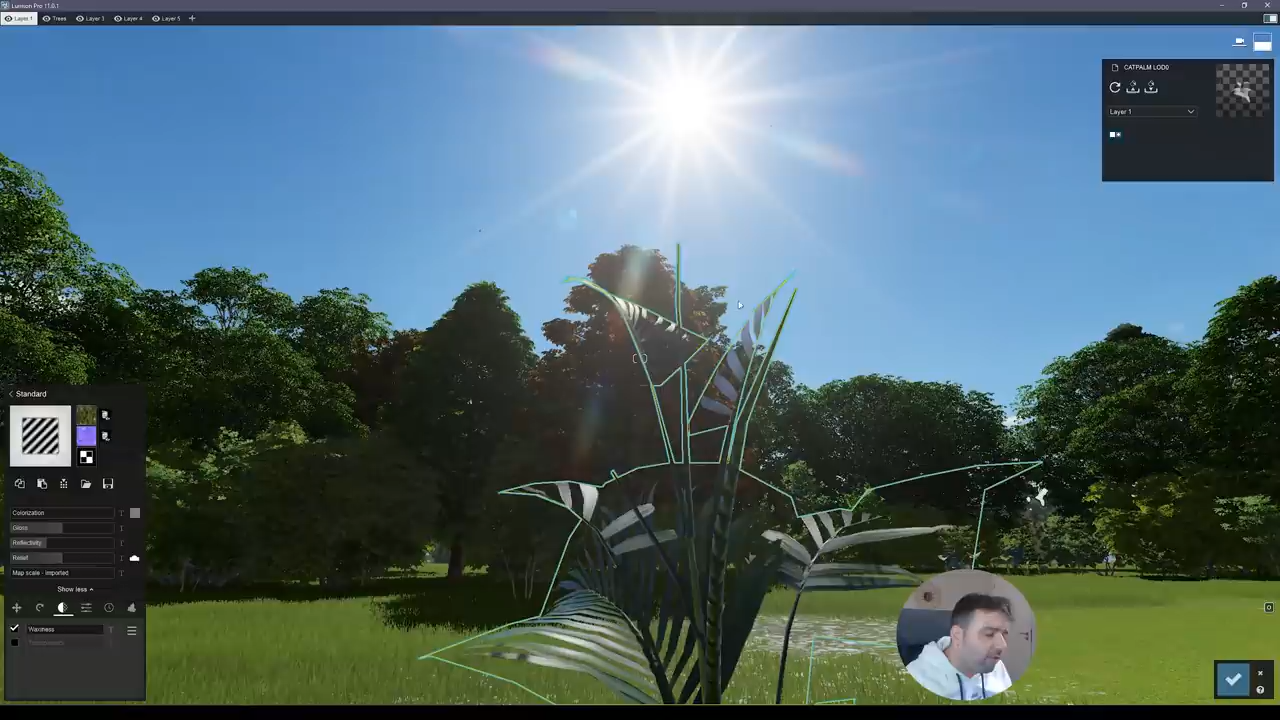 Lumion Pro 11.0.1
Layer 1
Trees
Layer 3
Layer 4
Layer 5
CATPALM LOD0
Layer 1
Standard
Colorization
Gloss
Reflectivity
Relief
Map scale - imported
Show less
Waxiness